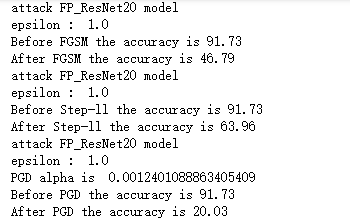 attack FP_ResNet20 model
epsilon :  1.0
Before FGSM the accuracy is 91.73
After FGSM the accuracy is 46.79
attack FP_ResNet20 model
epsilon :  1.0
Before Step-ll the accuracy is 91.73
After Step-ll the accuracy is 63.96
attack FP_ResNet20 model
epsilon :  1.0
PGD alpha is  0.0012401088863405409
Before PGD the accuracy is 91.73
After PGD the accuracy is 20.03